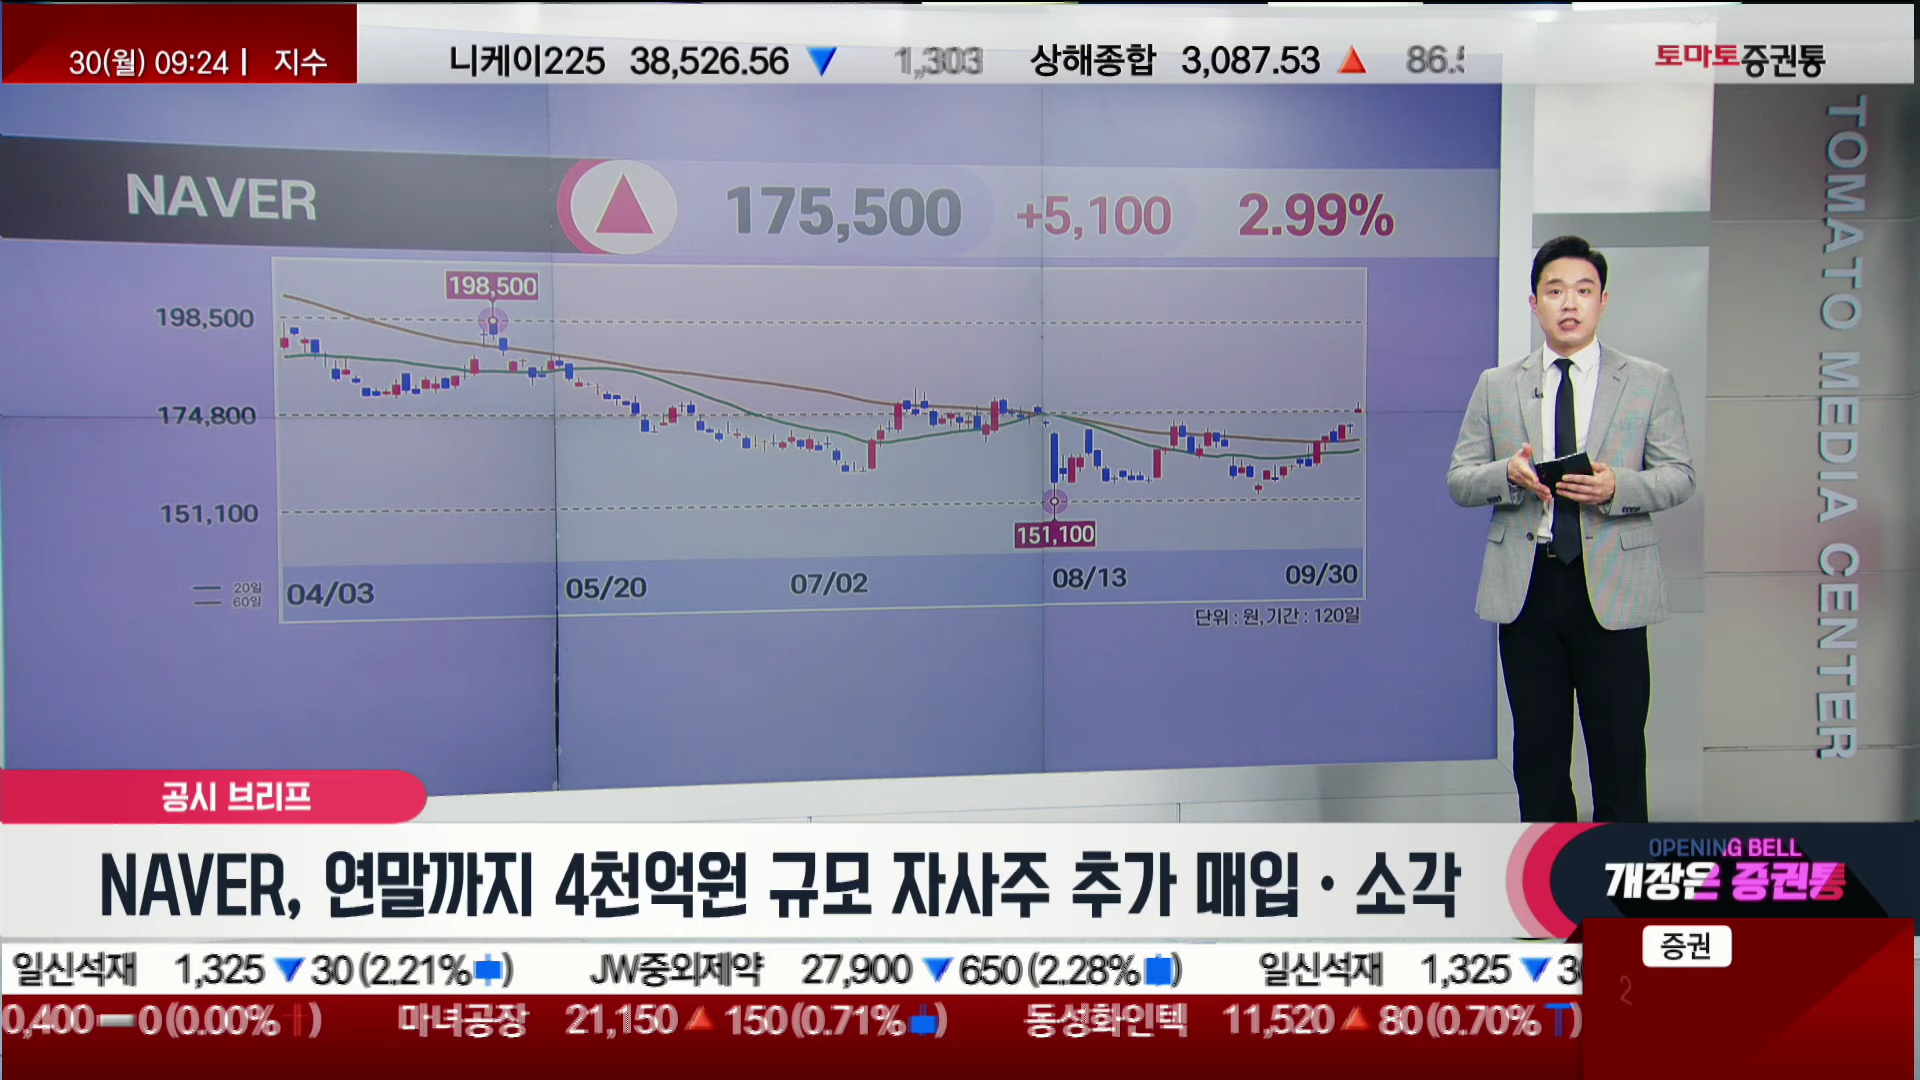 30(월) 09:24 | 지수
니케이225 38,526.56 ▼ 1,303 상해종합 3,087.53 ▲
토마토증권통
TOMATO MEDIA CENTER
NAVER ▲ 175,500 +5,100 2.99%
198,500
198,500
174,800
151,100
151,100
20일
60일
04/03 05/20 07/02 08/13 09/30
단위 : 원, 기간 : 120일
공시 브리프
NAVER, 연말까지 4천억원 규모 자사주 추가 매입·소각
OPENING BELL
개장은 증권통
증권
일신석재 1,325 ▼ 30 (2.21%) JW중외제약 27,900 ▼ 650 (2.28%) 일신석재 1,325 ▼
0,400 0 (0.00%) 마녀공장 21,150 ▲ 150 (0.71%) 동성화인텍 11,520 ▲ 80 (0.70%)